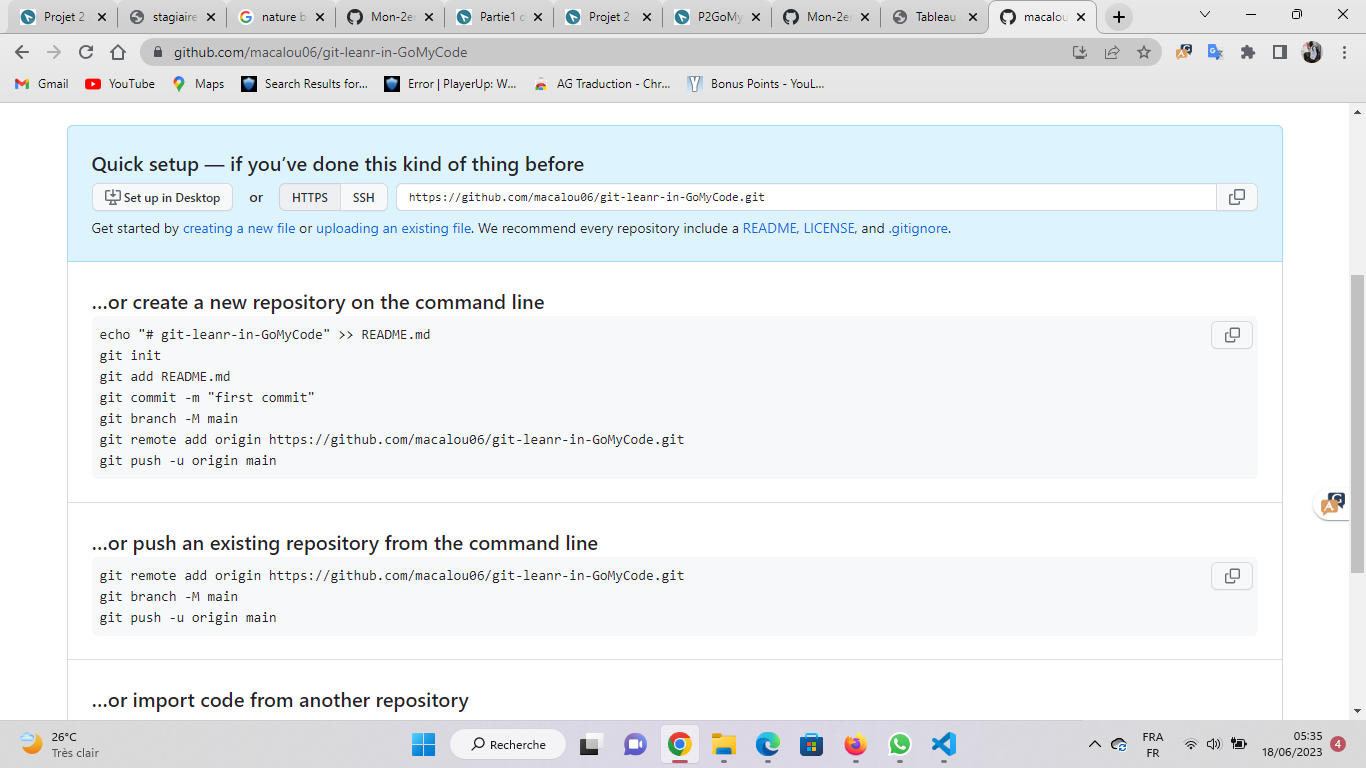 Projet 2
stagiaire
nature b
Mon-2e
Partie1 c
Projet 2
P2GoMy
Mon-2e
Tableau
macalou
github.com/macalou06/git-leanr-in-GoMyCode
Gmail
YouTube
Maps
Search Results for...
Error | PlayerUp: W...
AG Traduction - Chr...
Bonus Points - YouL...
Quick setup — if you’ve done this kind of thing before
Set up in Desktop or HTTPS SSH https://github.com/macalou06/git-leanr-in-GoMyCode.git
Get started by creating a new file or uploading an existing file. We recommend every repository include a README, LICENSE, and .gitignore.
…or create a new repository on the command line
echo "# git-leanr-in-GoMyCode" >> README.md
git init
git add README.md
git commit -m "first commit"
git branch -M main
git remote add origin https://github.com/macalou06/git-leanr-in-GoMyCode.git
git push -u origin main
…or push an existing repository from the command line
git remote add origin https://github.com/macalou06/git-leanr-in-GoMyCode.git
git branch -M main
git push -u origin main
…or import code from another repository
26°C
Très clair
Recherche
FRA
FR
05:35
18/06/2023
4